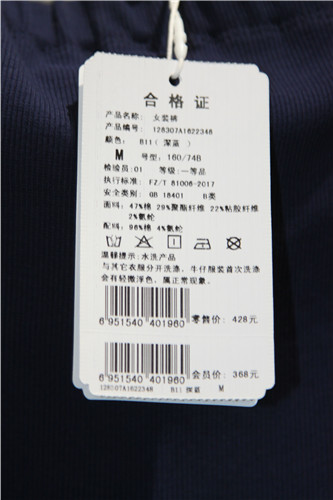 合格证
产品名称: 女装裤
产品编号: 128307A1822348
颜色: B11(深蓝)
M 号型: 160/74B
检验员:01 等级:一等品
执行标准: FZ/T 81006-2017
安全类别: GB 18401 B类
面料: 47%棉 29%聚酯纤维 22%粘胶纤维
2%氨纶
配料: 96%棉 4%氨纶
温馨提示:水洗产品
与其它衣服分开洗涤, 牛仔服装首次洗涤
会有轻微浮色, 属正常现象。
6 951540 401960 零售价: 428元
6 951540 401960 会员价: 368元
128307A1822348 B11 深蓝 M